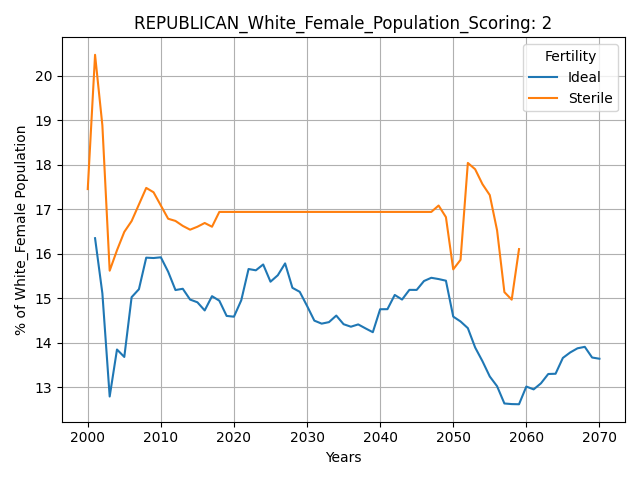 REPUBLICAN_White_Female_Population_Scoring: 2
Fertility
Ideal
Sterile
% of White_Female Population
20
19
18
17
16
15
14
13
2000 2010 2020 2030 2040 2050 2060 2070
Years